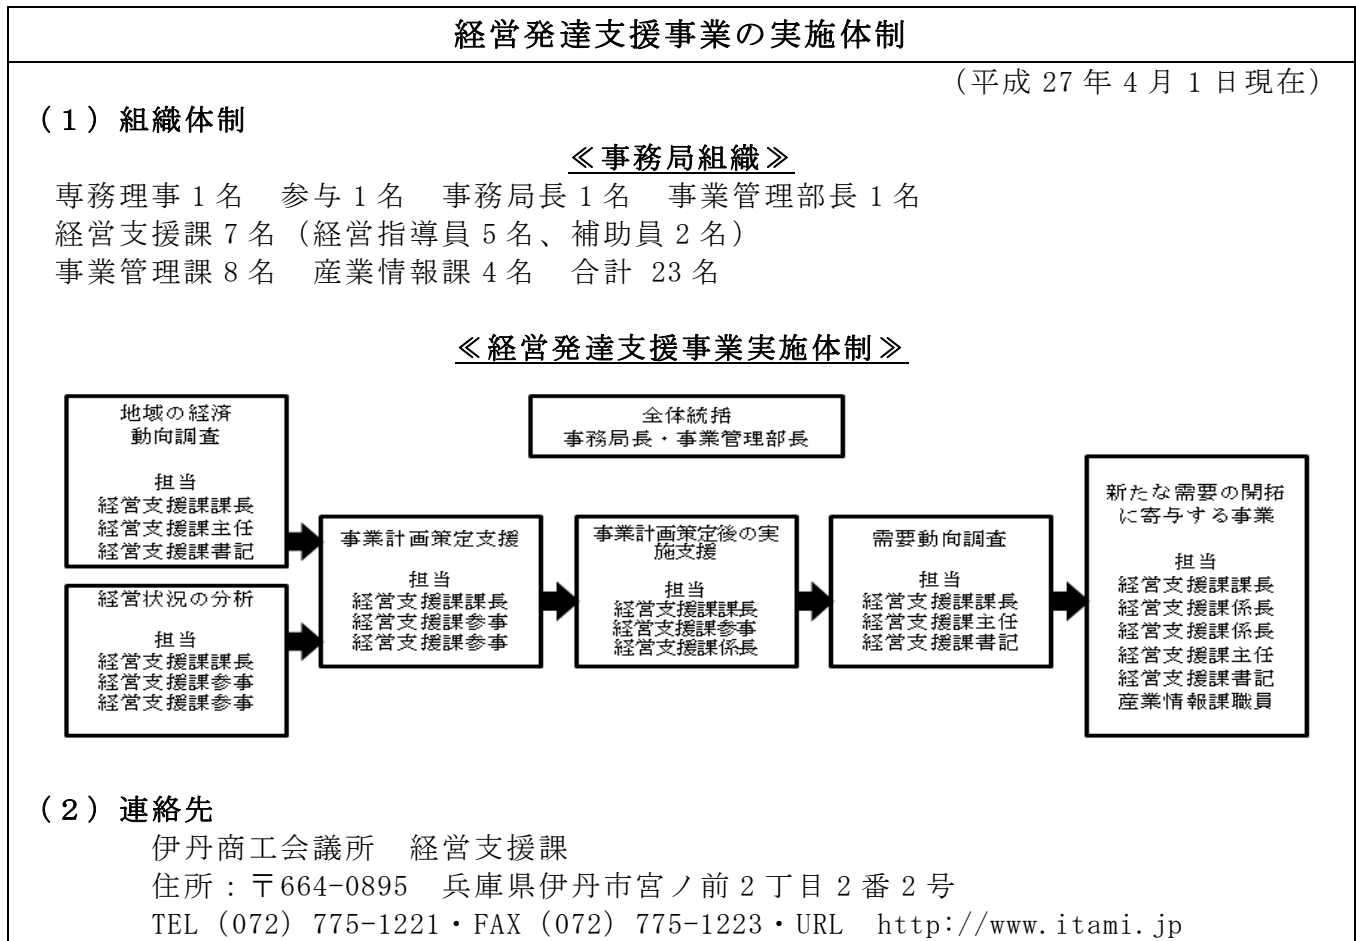 経営発達支援事業の実施体制
(平成 27 年 4 月 1 日現在)
(１)組織体制
≪事務局組織≫
専務理事 1 名　参与 1 名　事務局長 1 名　事業管理部長 1 名
経営支援課 7 名 (経営指導員 5 名、補助員 2 名)
事業管理課 8 名　産業情報課 4 名　合計 23 名
≪経営発達支援事業実施体制≫
地域の経済
動向調査
担当
経営支援課課長
経営支援課主任
経営支援課書記
経営状況の分析
担当
経営支援課課長
経営支援課参事
経営支援課参事
全体統括
事務局長・事業管理部長
事業計画策定支援
担当
経営支援課課長
経営支援課参事
経営支援課参事
事業計画策定後の実
施支援
担当
経営支援課課長
経営支援課参事
経営支援課係長
需要動向調査
担当
経営支援課課長
経営支援課主任
経営支援課書記
新たな需要の開拓
に寄与する事業
担当
経営支援課課長
経営支援課係長
経営支援課係長
経営支援課主任
経営支援課書記
産業情報課職員
(２)連絡先
伊丹商工会議所　経営支援課
住所：〒664-0895　兵庫県伊丹市宮ノ前 2 丁目 2 番 2 号
TEL (072) 775-1221・FAX (072) 775-1223・URL　http://www.itami.jp